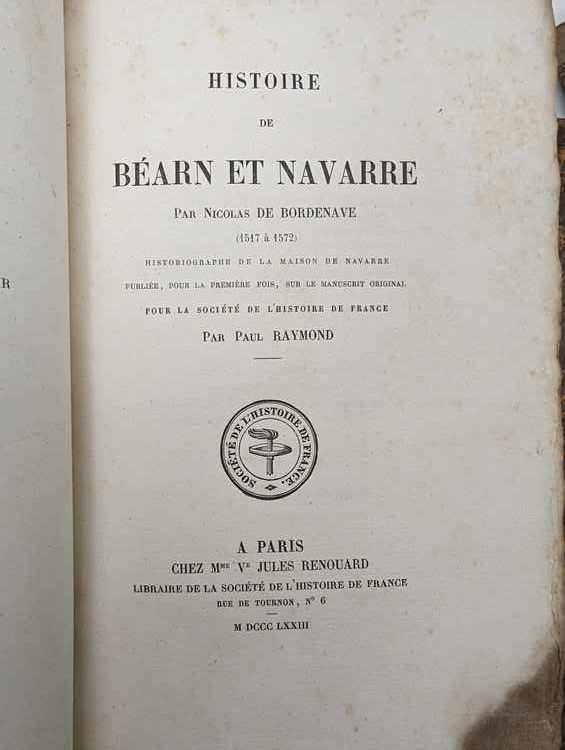 HISTOIRE
DE
BÉARN ET NAVARRE
PAR NICOLAS DE BORDENAVE
(1517 à 1572)
HISTORIOGRAPHE DE LA MAISON DE NAVARRE
PUBLIÉE, POUR LA PREMIÈRE FOIS, SUR LE MANUSCRIT ORIGINAL
POUR LA SOCIÉTÉ DE L'HISTOIRE DE FRANCE
PAR PAUL RAYMOND
SOCIÉTÉ DE L'HISTOIRE DE FRANCE.
A PARIS
CHEZ Mme Ve JULES RENOUARD
LIBRAIRE DE LA SOCIÉTÉ DE L'HISTOIRE DE FRANCE
RUE DE TOURNON, N° 6
M DCCC LXXIII
R